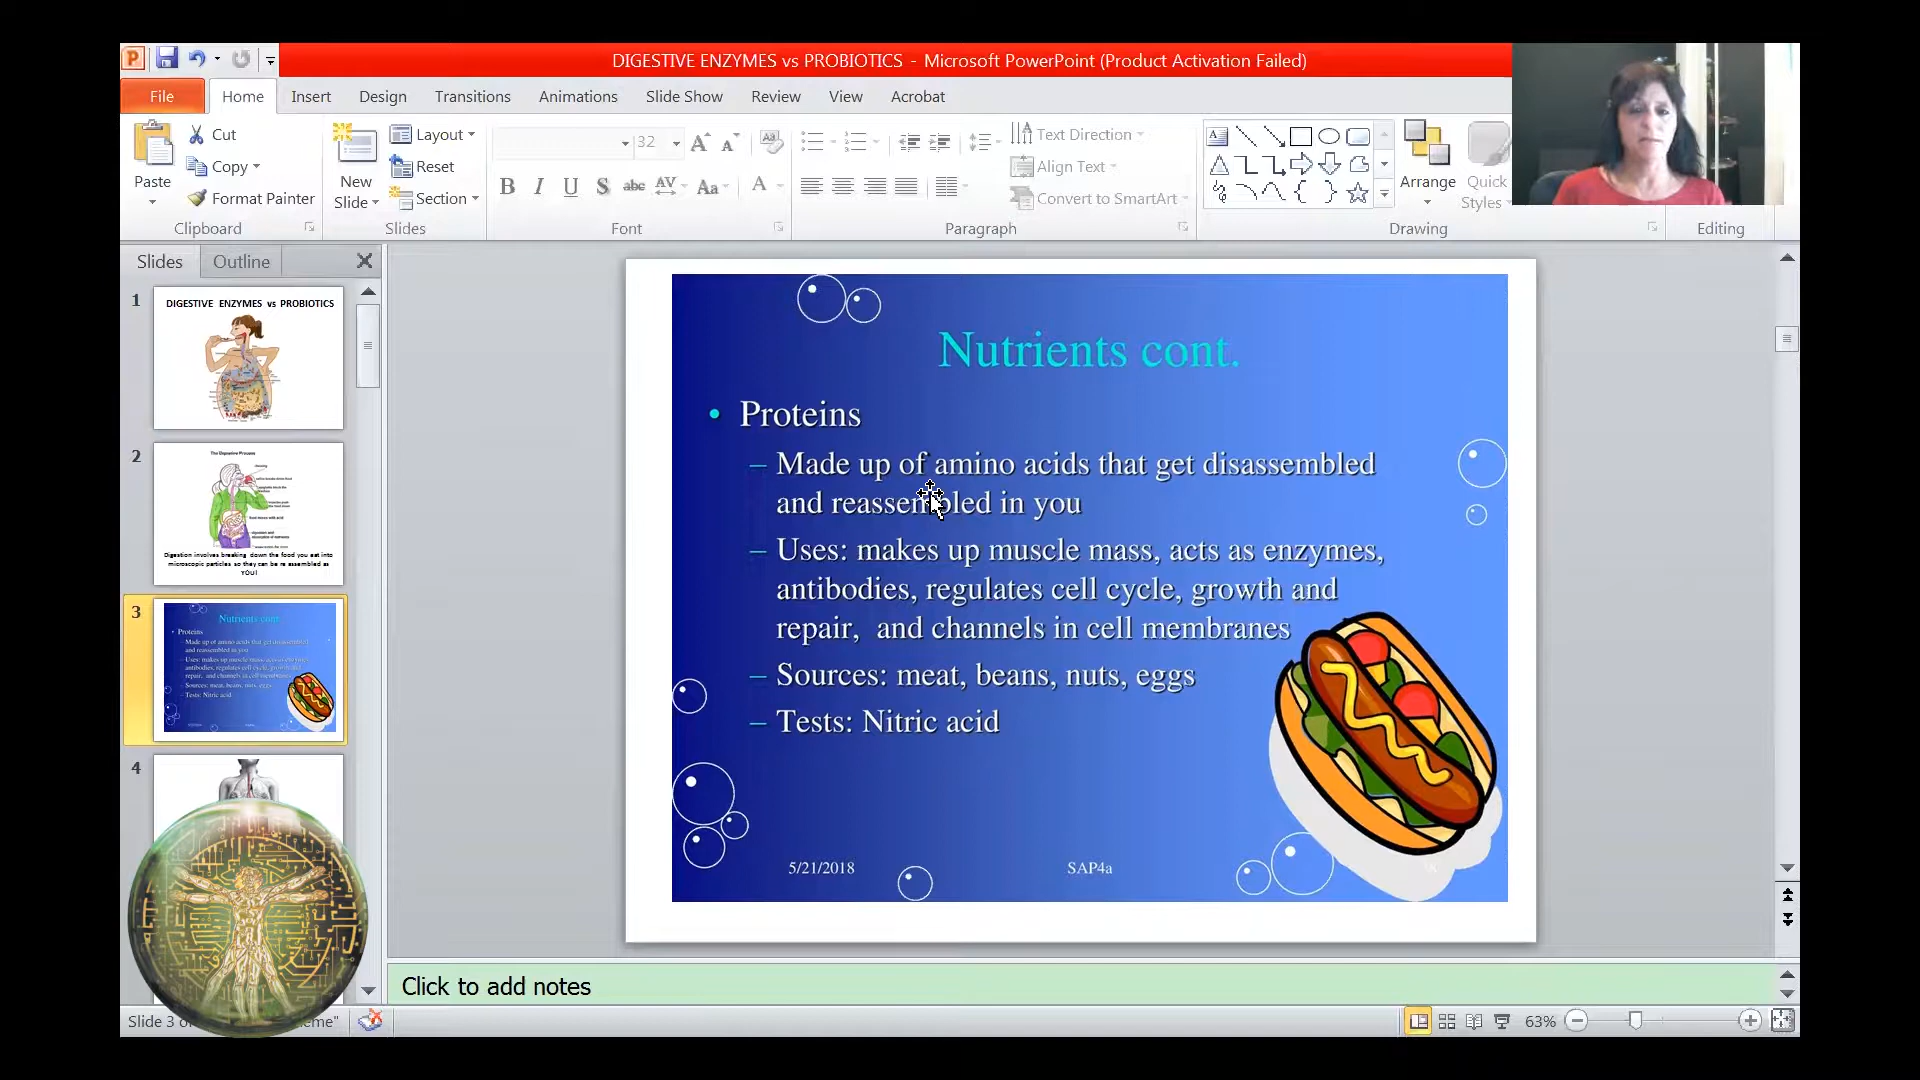 DIGESTIVE ENZYMES vs PROBIOTICS - Microsoft PowerPoint (Product Activation Failed)
File Home Insert Design Transitions Animations Slide Show Review View Acrobat
Paste
Cut
Copy
Format Painter
Clipboard
New
Slide
Layout
Reset
Section
Slides
32
B I U S abc AV Aa A
Font
Text Direction
Align Text
Convert to SmartArt
Paragraph
Arrange
Quick
Styles
Drawing
Editing
Slides Outline
1
DIGESTIVE ENZYMES vs PROBIOTICS
2
The Digestive Process
Digestion involves breaking down the food you eat into
microscopic particles so they can be re assembled as
YOU!
3
Nutrients cont.
Proteins
Made up of amino acids that get disassembled
and reassembled in you
Uses: makes up muscle mass, acts as enzymes,
antibodies, regulates cell cycle, growth and
repair, and channels in cell membranes
Sources: meat, beans, nuts, eggs
Tests: Nitric acid
4
Nutrients cont.
• Proteins
– Made up of amino acids that get disassembled
and reassembled in you
– Uses: makes up muscle mass, acts as enzymes,
antibodies, regulates cell cycle, growth and
repair,  and channels in cell membranes
– Sources: meat, beans, nuts, eggs
– Tests: Nitric acid
5/21/2018 SAP4a
Click to add notes
Slide 3 63%